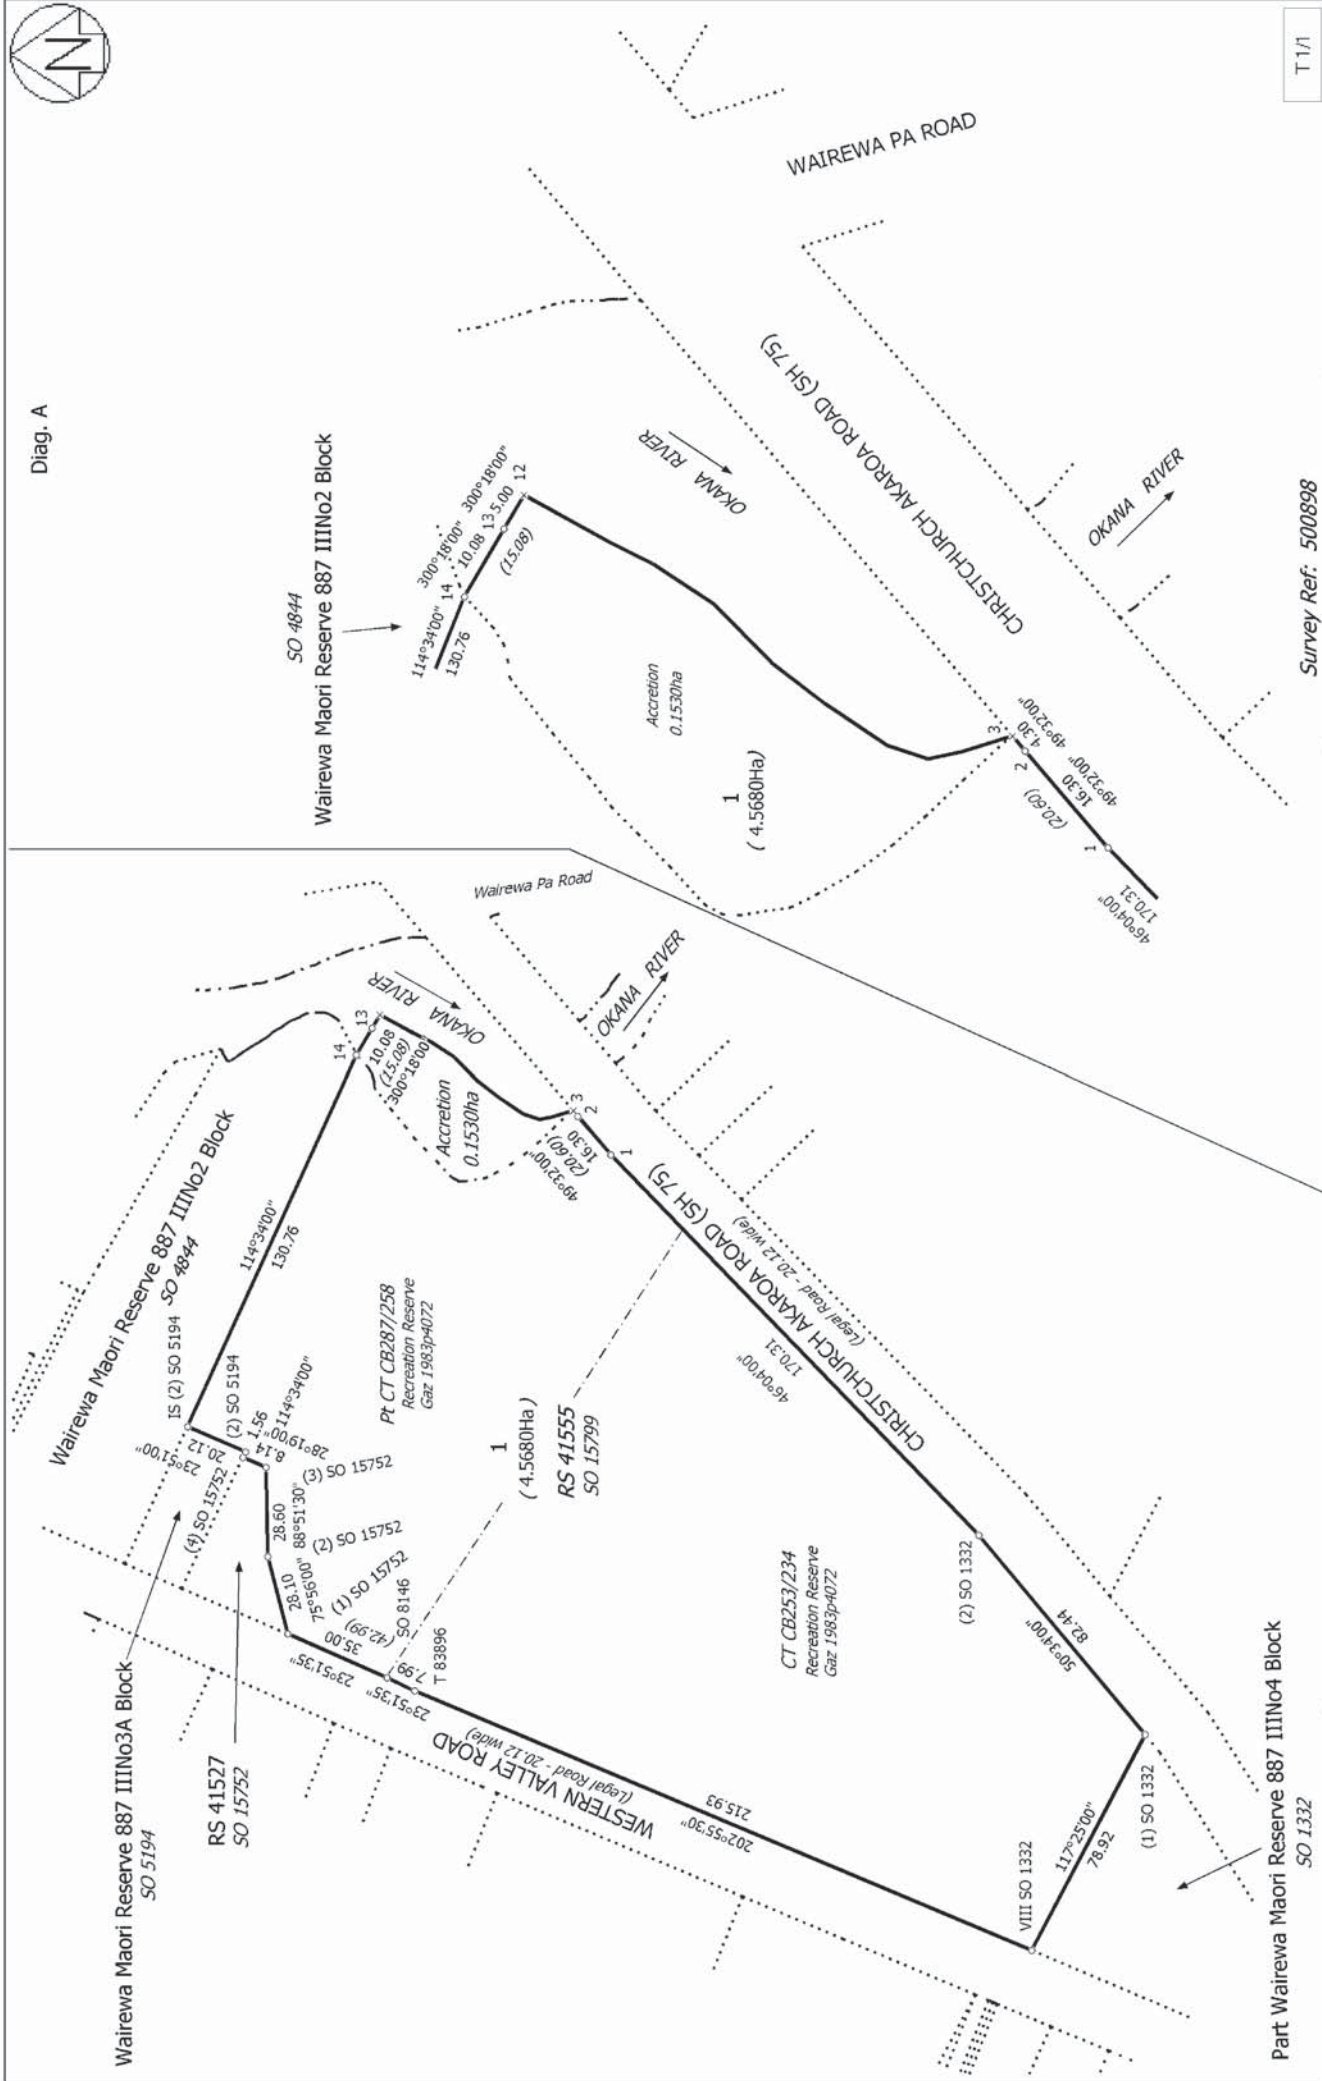 N
Diag. A
T 1/1
Wairewa Maori Reserve 887 IIINo3A Block
SO 5194
RS 41527
SO 15752
Wairewa Maori Reserve 887 IIINo2 Block
SO 4844
IS (2) SO 5194
23°51'00"
20.12
(2) SO 5194
1.56
114°34'00"
(4) SO 15752
8.14
28°19'00"
(3) SO 15752
28.60
88°51'30"
(2) SO 15752
28.10
75°56'00"
(1) SO 15752
(42.99)
SO 8146
35.00
23°51'35"
7.99
23°51'35"
T 83896
WESTERN VALLEY ROAD
(Legal Road - 20.12 wide)
215.93
202°55'30"
VIII SO 1332
117°25'00"
78.92
(1) SO 1332
50°34'00"
82.44
(2) SO 1332
Part Wairewa Maori Reserve 887 IIINo4 Block
SO 1332
CT CB253/234
Recreation Reserve
Gaz 1983p4072
1
( 4.5680Ha )
RS 41555
SO 15799
Pt CT CB287/258
Recreation Reserve
Gaz 1983p4072
114°34'00"
130.76
14
13
10.08
(15.08)
300°18'00"
Accretion
0.1530ha
OKANA RIVER
3
2
16.30
(20.60)
49°32'00"
1
46°04'00"
170.31
CHRISTCHURCH AKAROA ROAD (SH 75)
(Legal Road - 20.12 wide)
OKANA RIVER
Wairewa Pa Road
SO 4844
Wairewa Maori Reserve 887 IIINo2 Block
114°34'00"
130.76
14
300°18'00"
10.08
13
300°18'00"
5.00
12
(15.08)
Accretion
0.1530ha
1
( 4.5680Ha)
OKANA RIVER
WAIREWA PA ROAD
CHRISTCHURCH AKAROA ROAD (SH 75)
OKANA RIVER
3
4.30
49°32'00"
2
16.30
49°32'00"
(20.60)
1
170.31
46°04'00"
Survey Ref: 500898